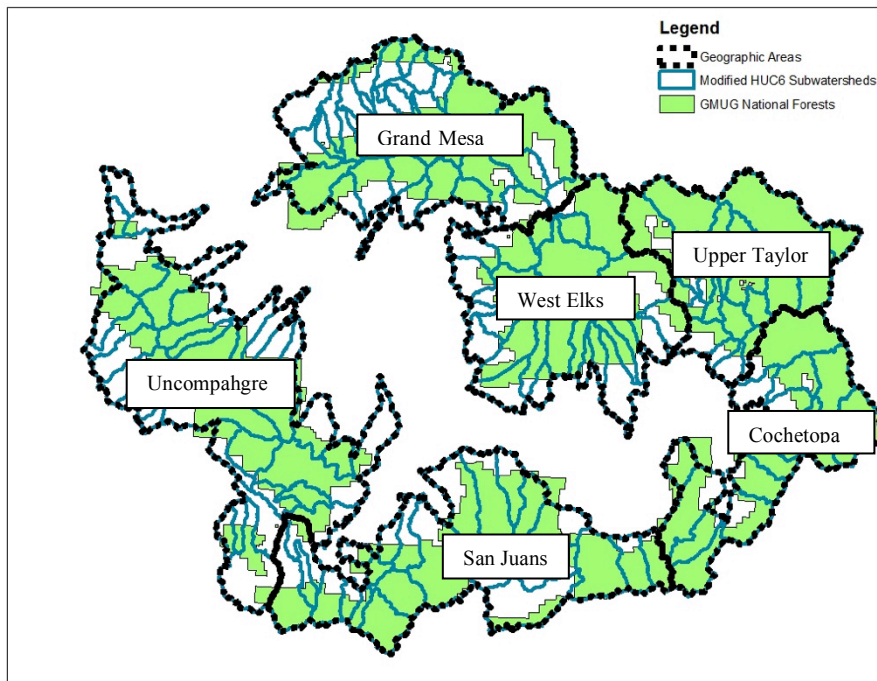 Legend
Geographic Areas
Modified HUC6 Subwatersheds
GMUG National Forests
Grand Mesa
Upper Taylor
West Elks
Uncompahgre
Cochetopa
San Juans